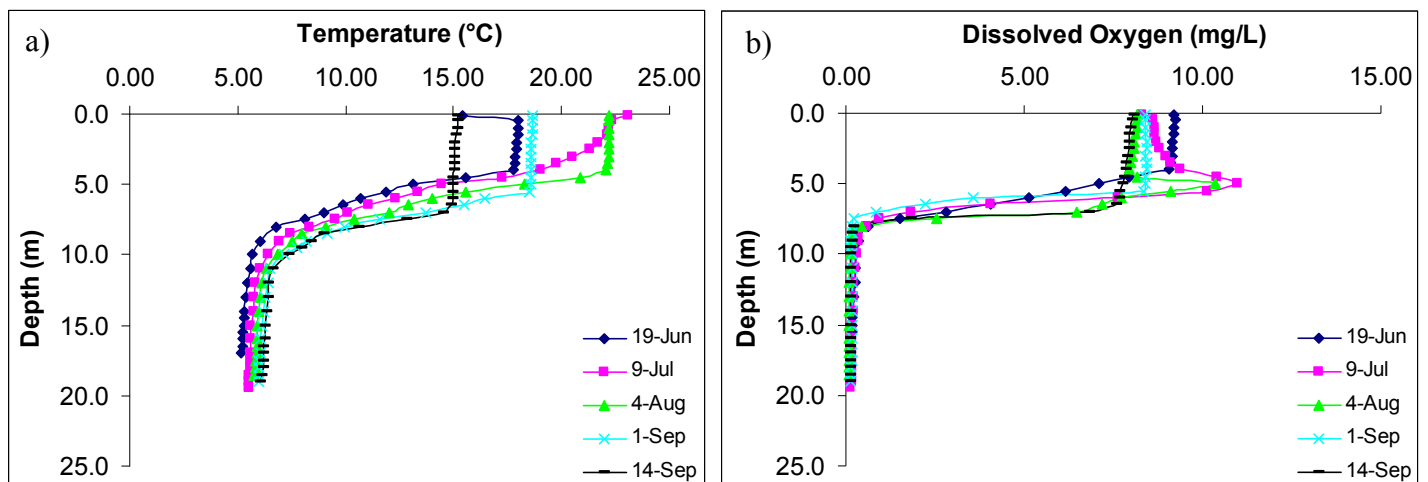 a)
Temperature (°C)
0.00 5.00 10.00 15.00 20.00 25.00
0.0
5.0
10.0
15.0
20.0
25.0
Depth (m)
19-Jun
9-Jul
4-Aug
1-Sep
14-Sep
b)
Dissolved Oxygen (mg/L)
0.00 5.00 10.00 15.00
0.0
5.0
10.0
15.0
20.0
25.0
Depth (m)
19-Jun
9-Jul
4-Aug
1-Sep
14-Sep